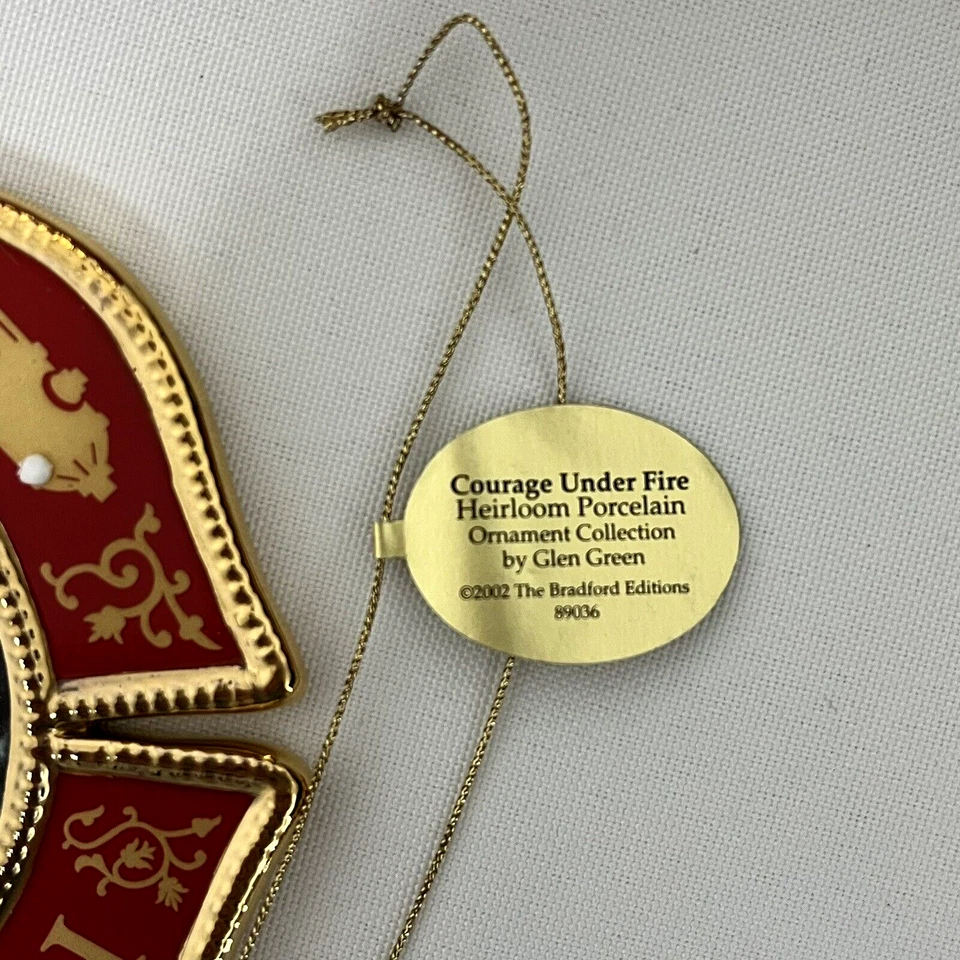 Courage Under Fire
Heirloom Porcelain
Ornament Collection
by Glen Green
©2002 The Bradford Editions
89036